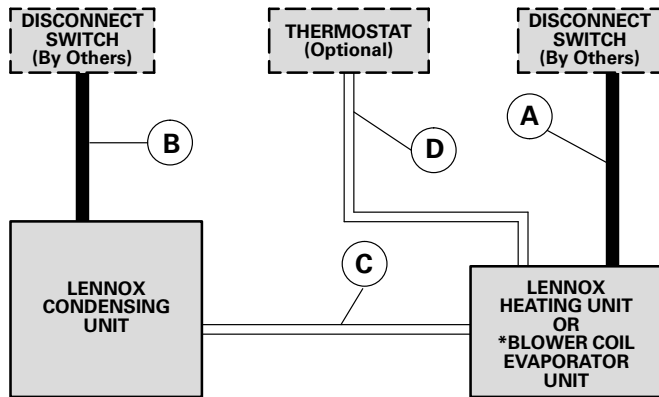 DISCONNECT
SWITCH
(By Others)
THERMOSTAT
(Optional)
DISCONNECT
SWITCH
(By Others)
B
D
A
C
LENNOX
CONDENSING
UNIT
LENNOX
HEATING UNIT
OR
*BLOWER COIL
EVAPORATOR
UNIT